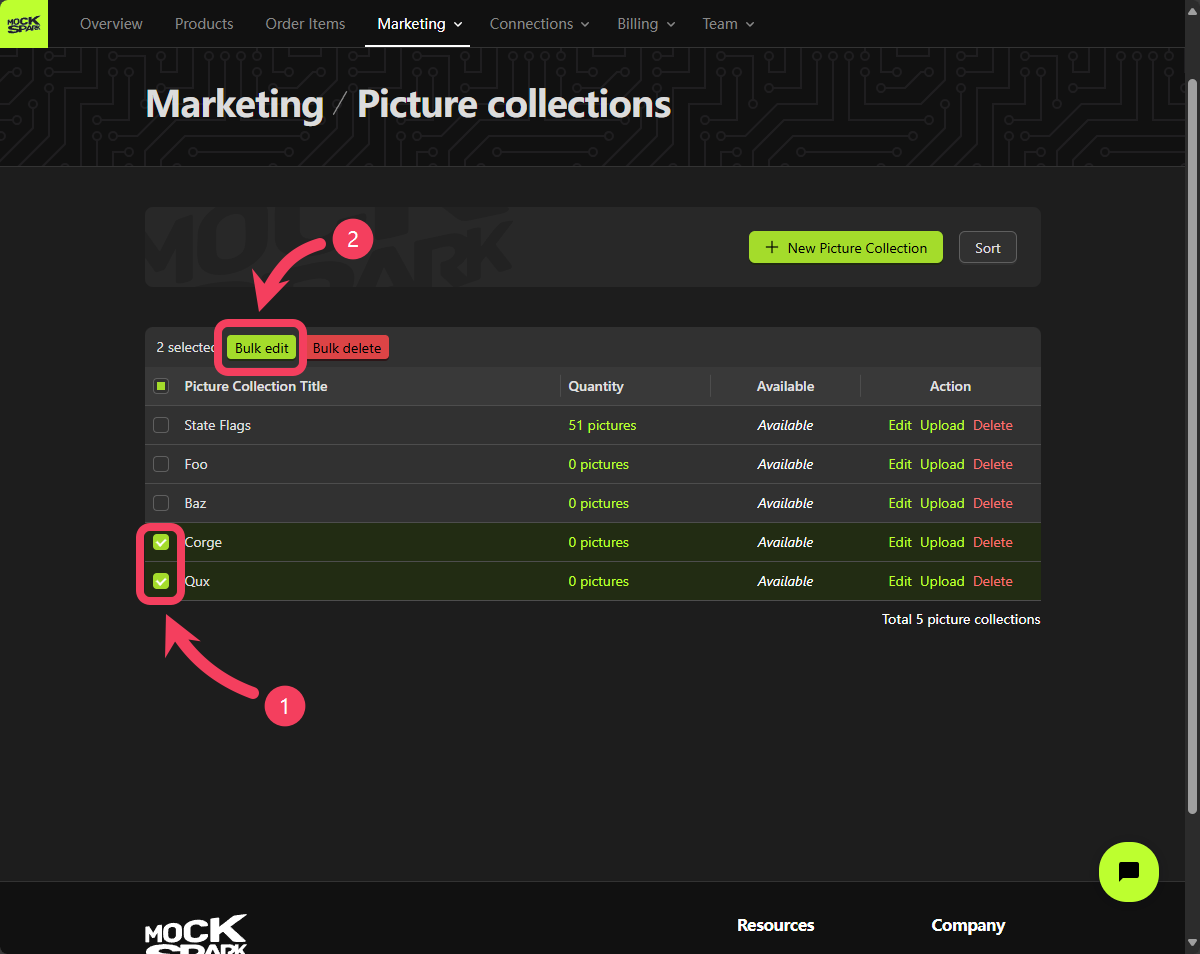 MOCK SPARK Overview Products Order Items Marketing Connections Billing Team
Marketing / Picture collections
MOCK
SPARK
2
+ New Picture Collection Sort
2 selected Bulk edit Bulk delete
Picture Collection Title Quantity Available Action
State Flags 51 pictures Available Edit Upload Delete
Foo 0 pictures Available Edit Upload Delete
Baz 0 pictures Available Edit Upload Delete
Corge 0 pictures Available Edit Upload Delete
Qux 0 pictures Available Edit Upload Delete
Total 5 picture collections
1
MOCK Resources Company
SPARK